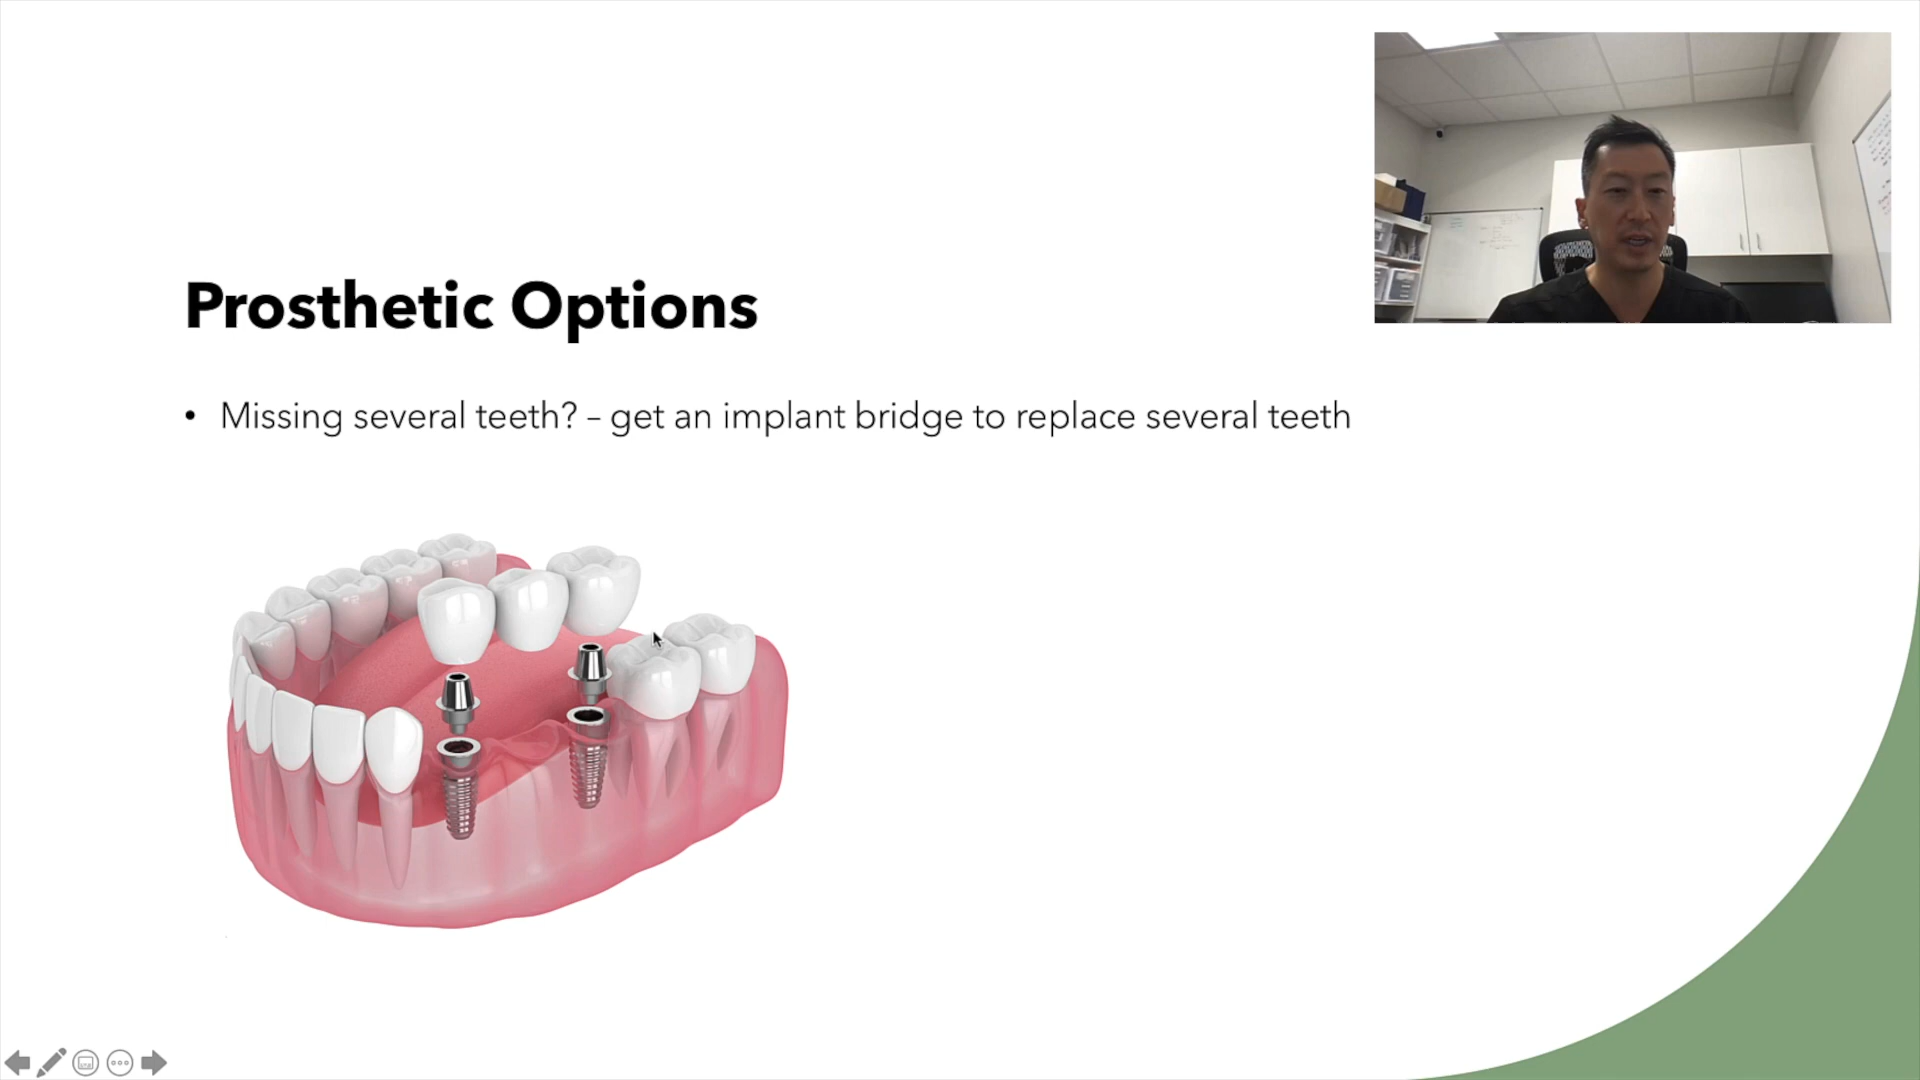 Prosthetic Options
• Missing several teeth? – get an implant bridge to replace several teeth